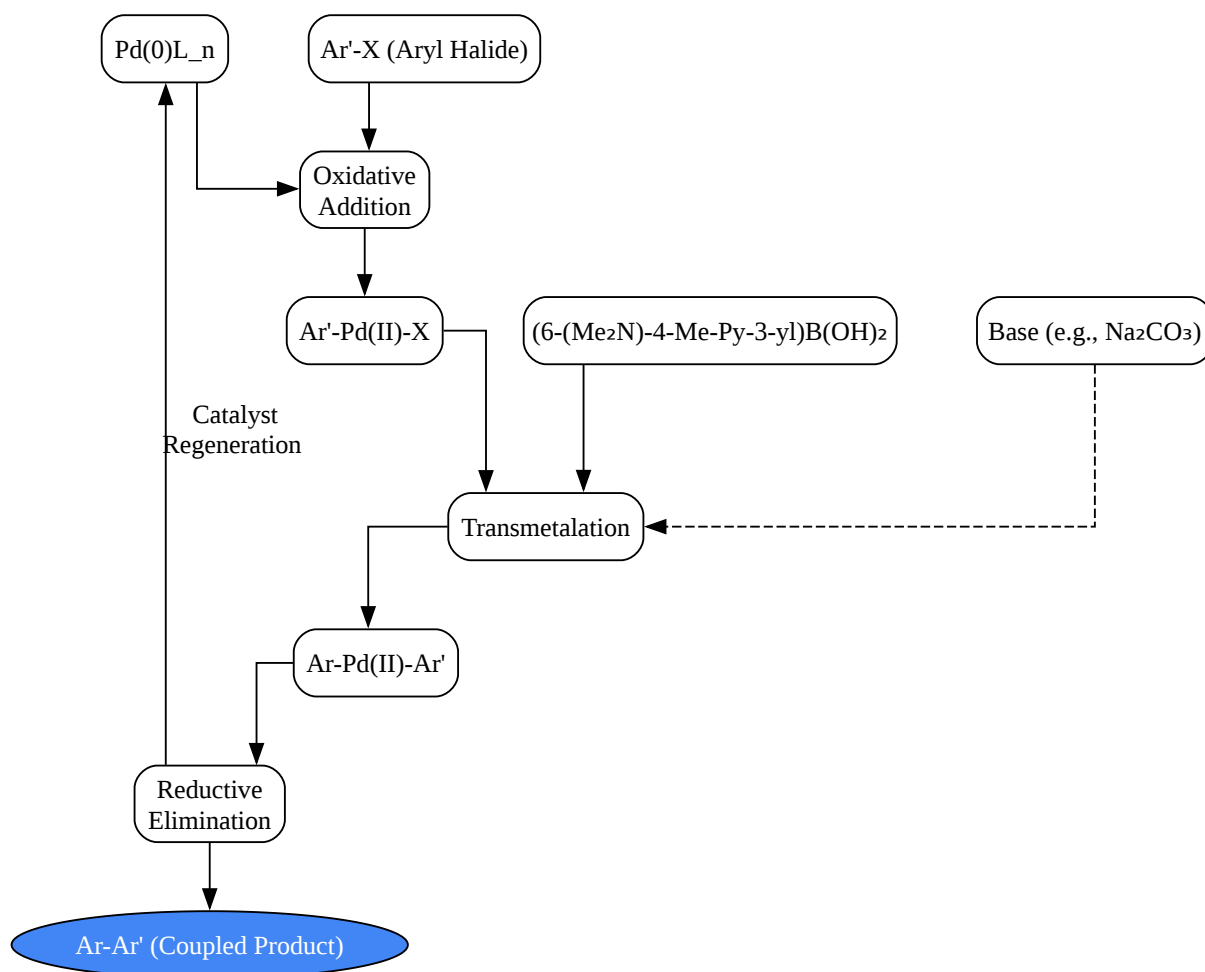 Pd(0)L_n
Ar'-X (Aryl Halide)
Oxidative
Addition
Ar'-Pd(II)-X
(6-(Me₂N)-4-Me-Py-3-yl)B(OH)₂
Base (e.g., Na₂CO₃)
Catalyst
Regeneration
Transmetalation
Ar-Pd(II)-Ar'
Reductive
Elimination
Ar-Ar' (Coupled Product)